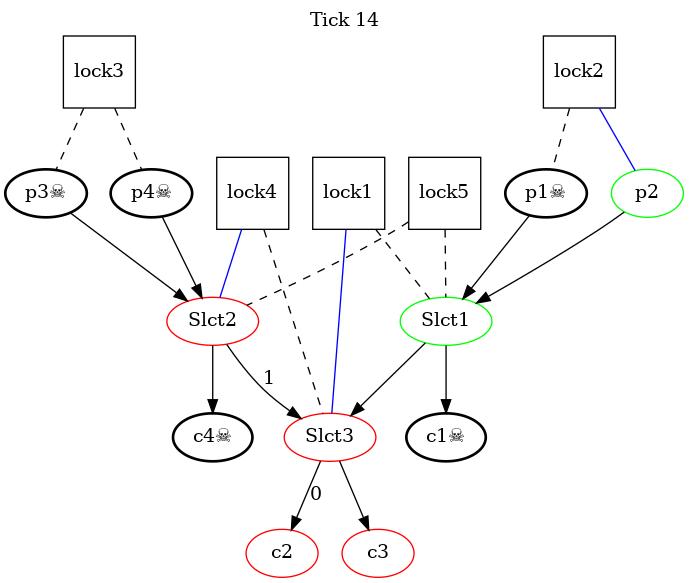 Tick 14
lock3
lock2
p3☠
p4☠
lock4
lock1
lock5
p1☠
p2
Slct2
Slct1
1
c4☠
Slct3
c1☠
0
c2
c3